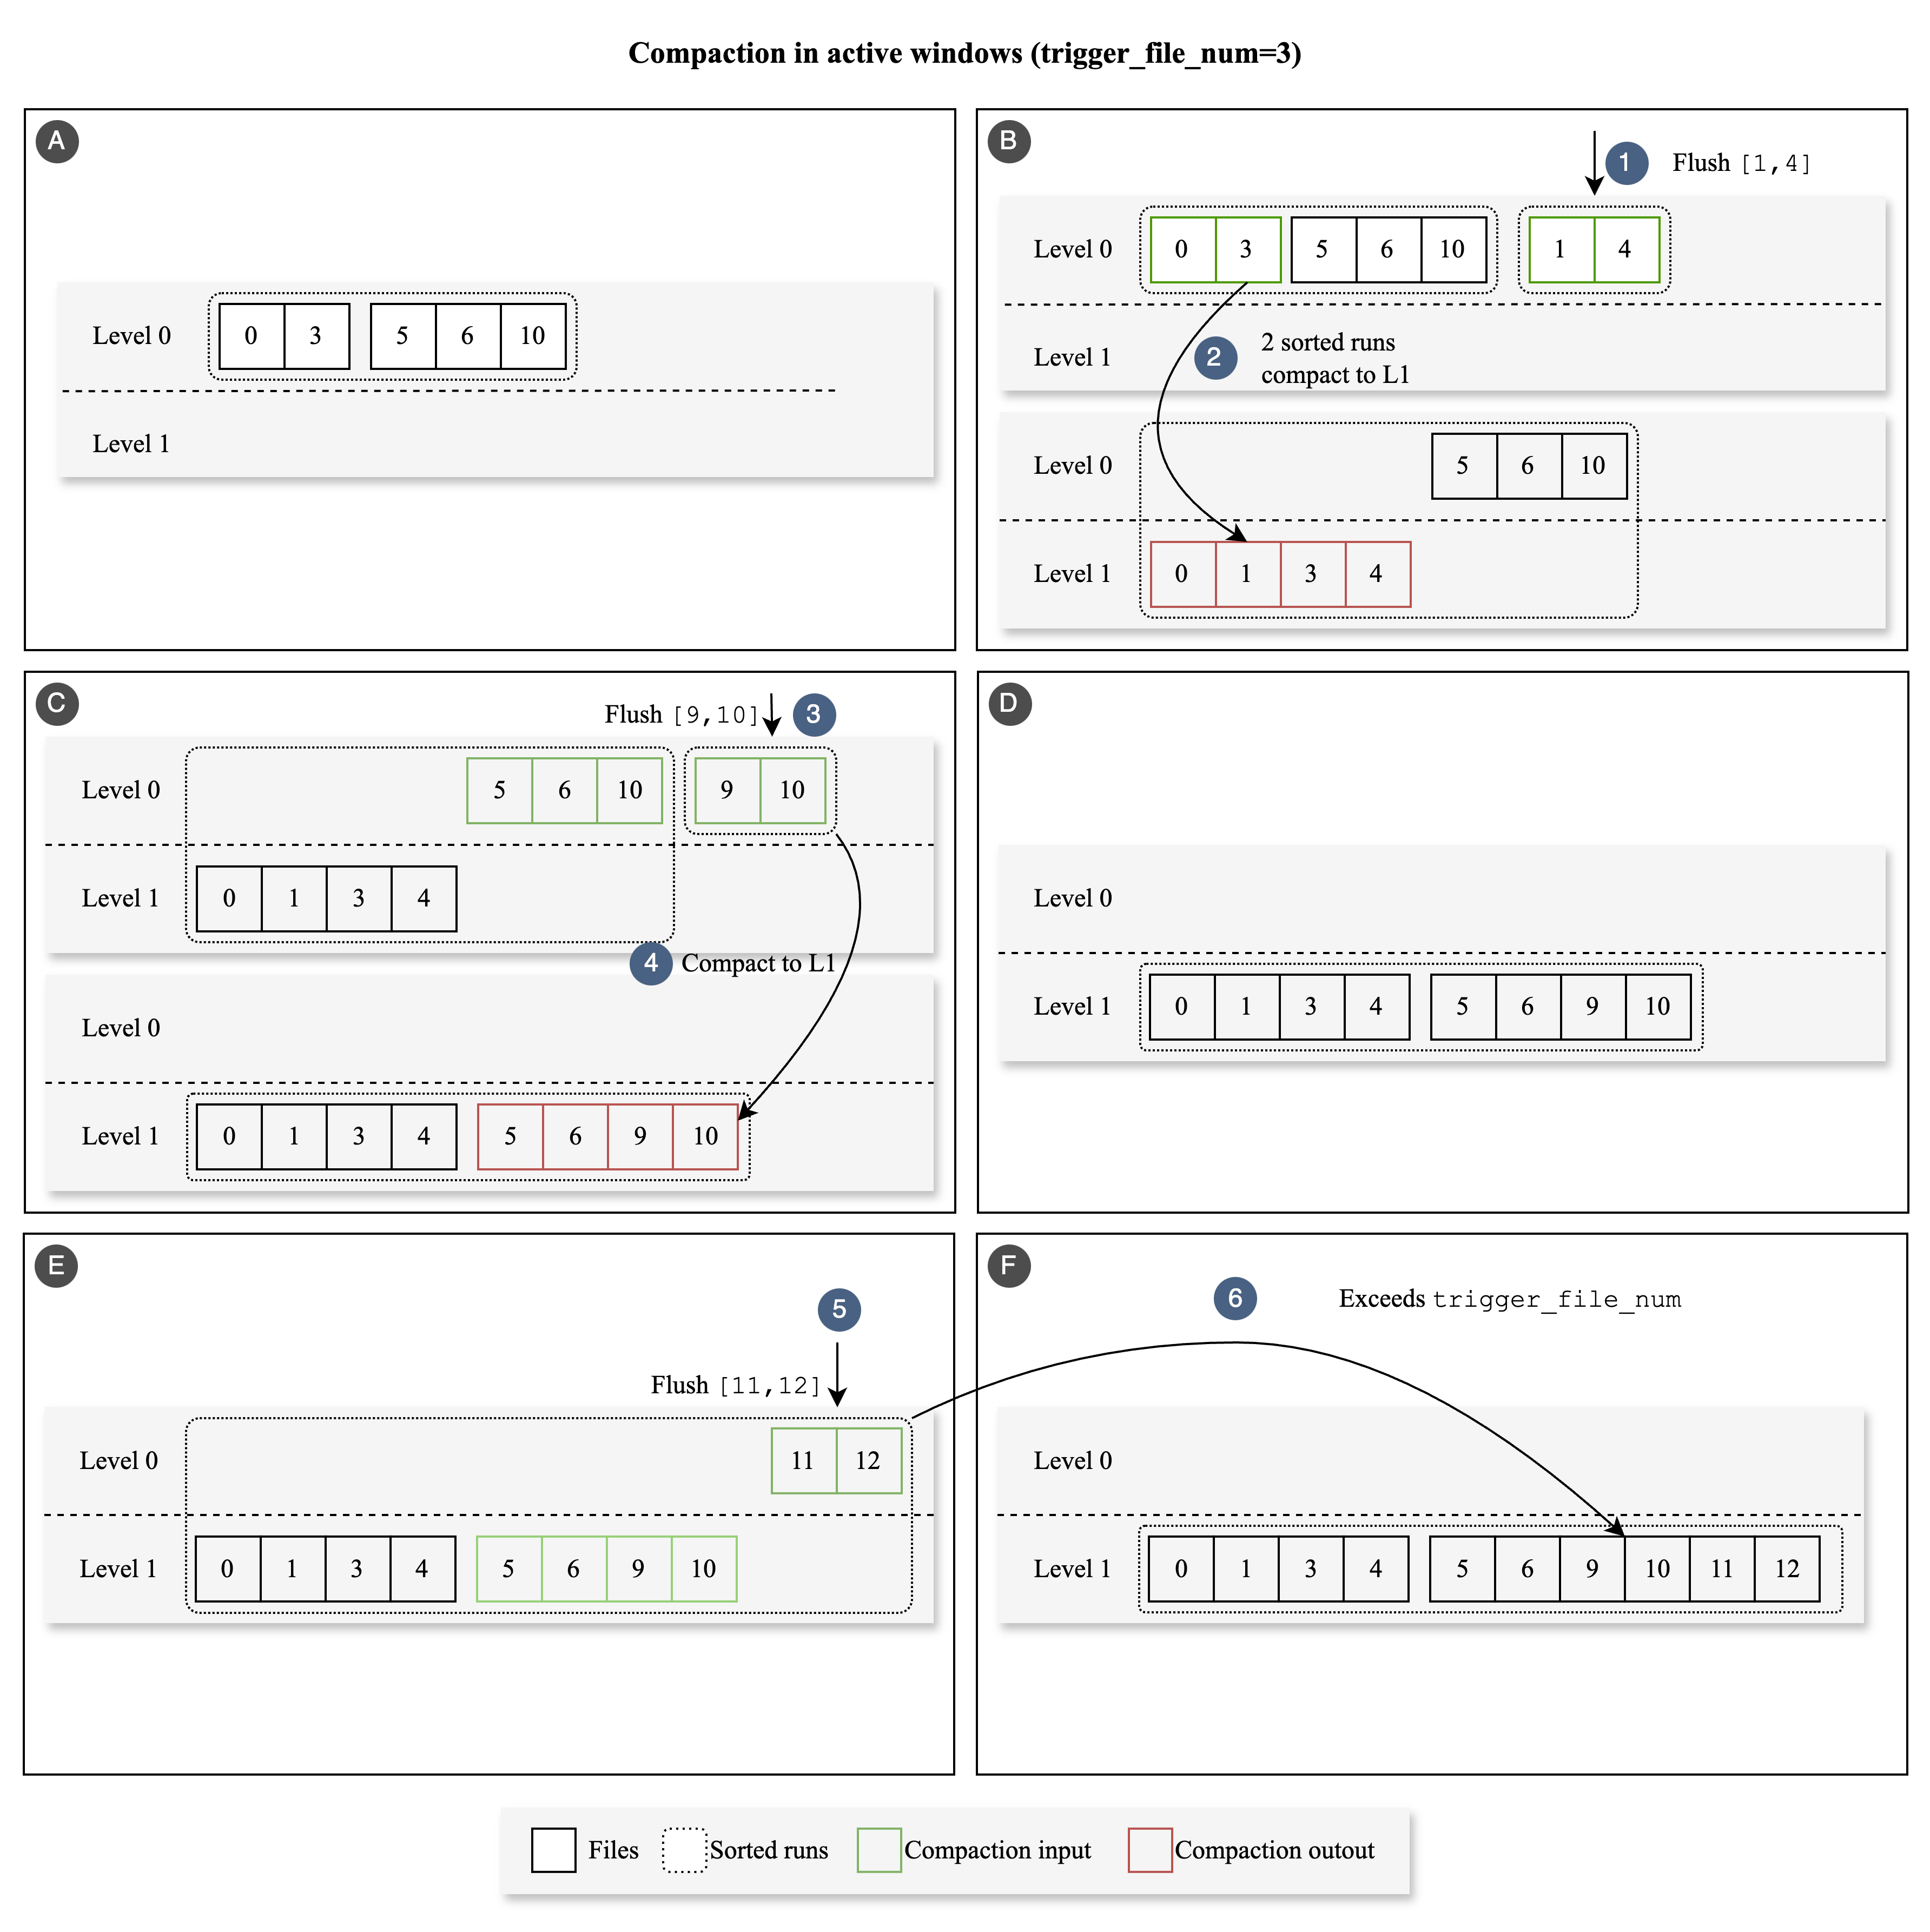 Compaction in active windows (trigger_file_num=3)
A
Level 0
0 3 5 6 10
Level 1
B
1 Flush [1,4]
Level 0
0 3 5 6 10 1 4
Level 1
2
2 sorted runs
compact to L1
Level 0
5 6 10
Level 1
0 1 3 4
C
Flush [9,10] 3
Level 0
5 6 10 9 10
Level 1
0 1 3 4
4 Compact to L1
Level 0
Level 1
0 1 3 4 5 6 9 10
D
Level 0
Level 1
0 1 3 4 5 6 9 10
E
5
Flush [11,12]
Level 0
11 12
Level 1
0 1 3 4 5 6 9 10
F
6 Exceeds trigger_file_num
Level 0
Level 1
0 1 3 4 5 6 9 10 11 12
Files Sorted runs Compaction input Compaction outout